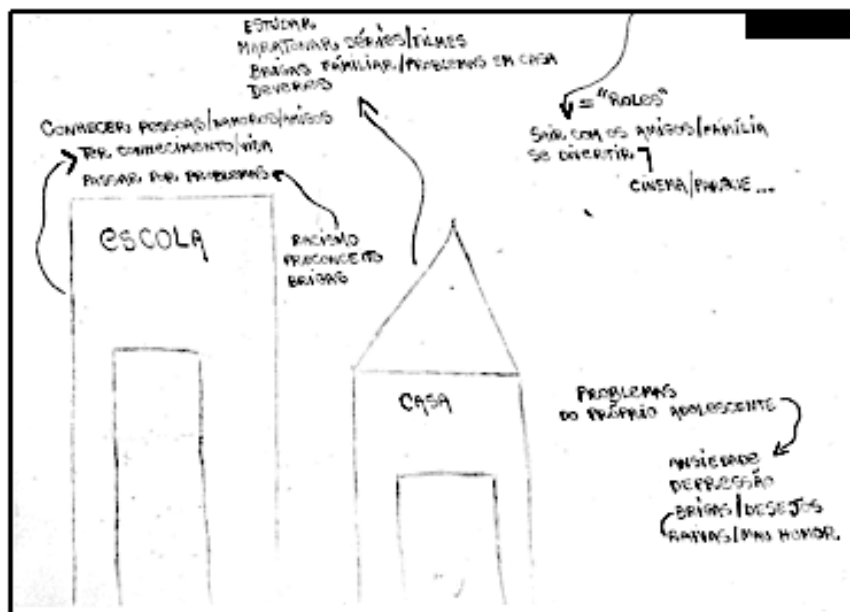 ESTUDAR
MARATONAR SÉRIES/FILMES
BRIGAS FAMILIAR/PROBLEMAS EM CASA
DEVERES
CONHECER PESSOAS/NAMOROS/AMIGOS
TER CONHECIMENTO/VIDA
PASSAR POR PROBLEMAS
RACISMO
PRECONCEITO
BRIGAS
ESCOLA
CASA
= "ROLES"
SAIR COM OS AMIGOS/FAMÍLIA
SE DIVERTIR
CINEMA/PARQUE...
PROBLEMAS
DO PRÓPRIO ADOLESCENTE
ANSIEDADE
DEPRESSÃO
BRIGAS/DESEJOS
RAIVAS/MAU HUMOR